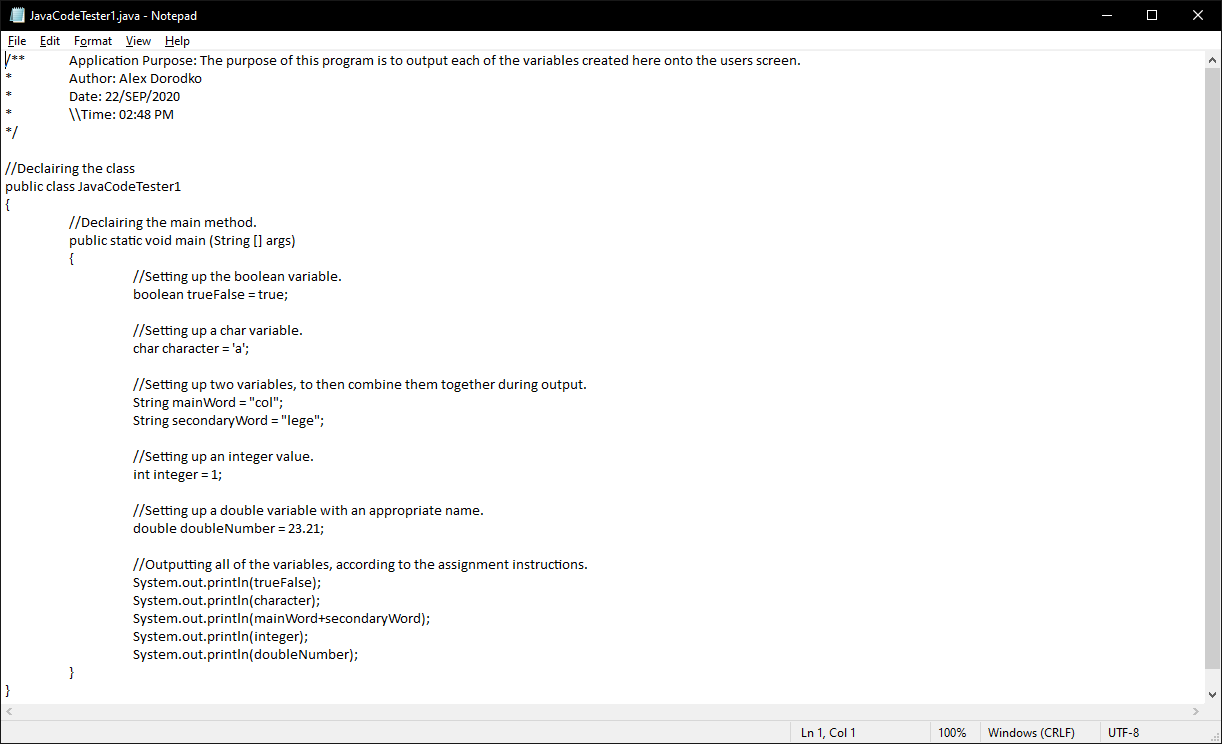 JavaCodeTester1.java - Notepad
File Edit Format View Help
/** Application Purpose: The purpose of this program is to output each of the variables created here onto the users screen.
* Author: Alex Dorodko
* Date: 22/SEP/2020
* \\Time: 02:48 PM
*/
//Declairing the class
public class JavaCodeTester1
{
//Declairing the main method.
public static void main (String [] args)
{
//Setting up the boolean variable.
boolean trueFalse = true;
//Setting up a char variable.
char character = 'a';
//Setting up two variables, to then combine them together during output.
String mainWord = "col";
String secondaryWord = "lege";
//Setting up an integer value.
int integer = 1;
//Setting up a double variable with an appropriate name.
double doubleNumber = 23.21;
//Outputting all of the variables, according to the assignment instructions.
System.out.println(trueFalse);
System.out.println(character);
System.out.println(mainWord+secondaryWord);
System.out.println(integer);
System.out.println(doubleNumber);
}
}
Ln 1, Col 1 100% Windows (CRLF) UTF-8